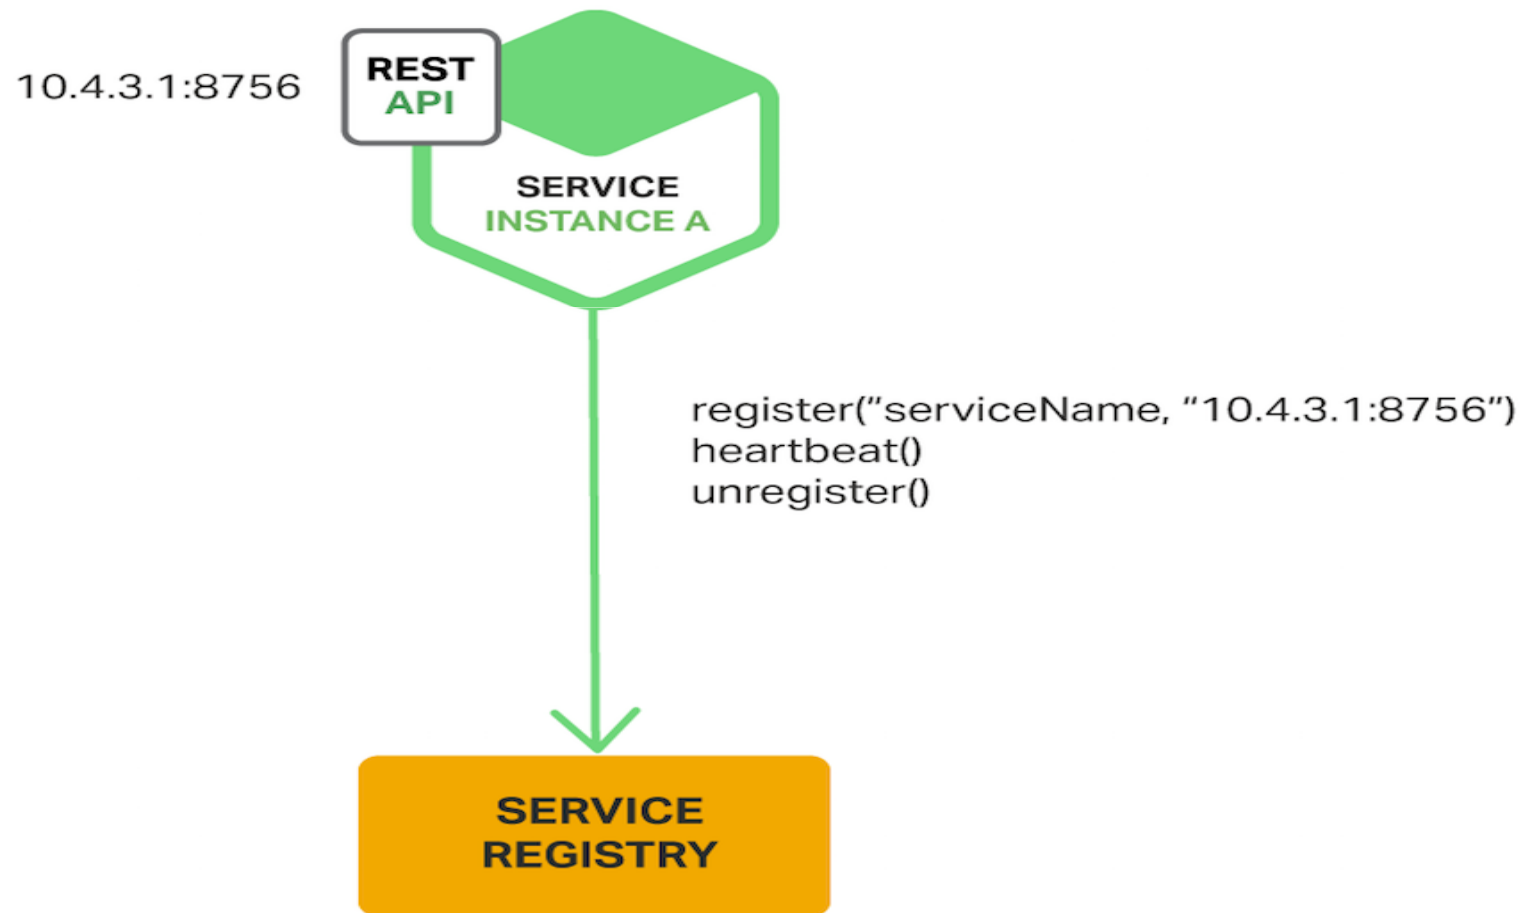 10.4.3.1:8756
REST
API
SERVICE
INSTANCE A
register(”serviceName, “10.4.3.1:8756”)
heartbeat()
unregister()
SERVICE
REGISTRY